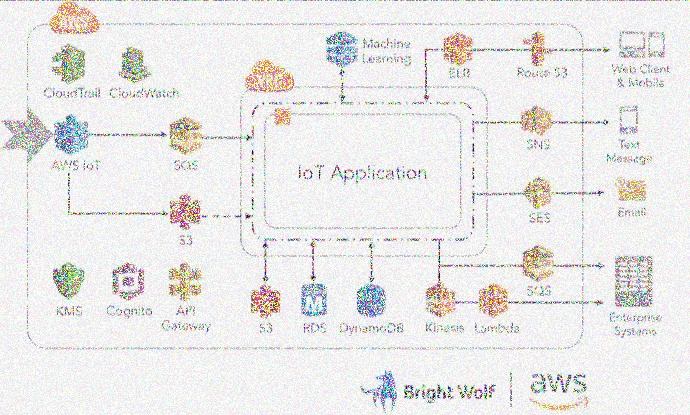 AWS
Machine
Learning
ELB
Route 53
Web Client
& Mobile
CloudTrail
CloudWatch
AWS IoT
SQS
IoT Application
SNS
Text
Message
S3
SES
Email
KMS
Cognito
API
Gateway
S3
RDS
DynamoDB
Kinesis
Lambda
SQS
Enterprise
Systems
Bright Wolf
aws